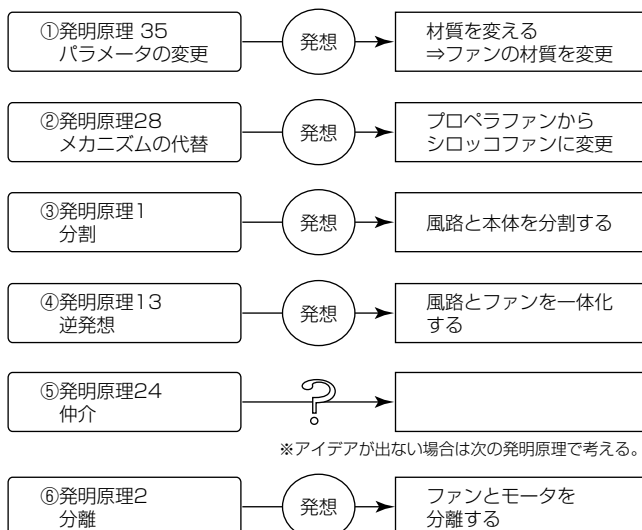 ①発明原理 35
パラメータの変更
発想
材質を変える
⇒ファンの材質を変更
②発明原理28
メカニズムの代替
発想
プロペラファンから
シロッコファンに変更
③発明原理1
分割
発想
風路と本体を分割する
④発明原理13
逆発想
発想
風路とファンを一体化
する
⑤発明原理24
仲介
?
※アイデアが出ない場合は次の発明原理で考える。
⑥発明原理2
分離
発想
ファンとモータを
分離する